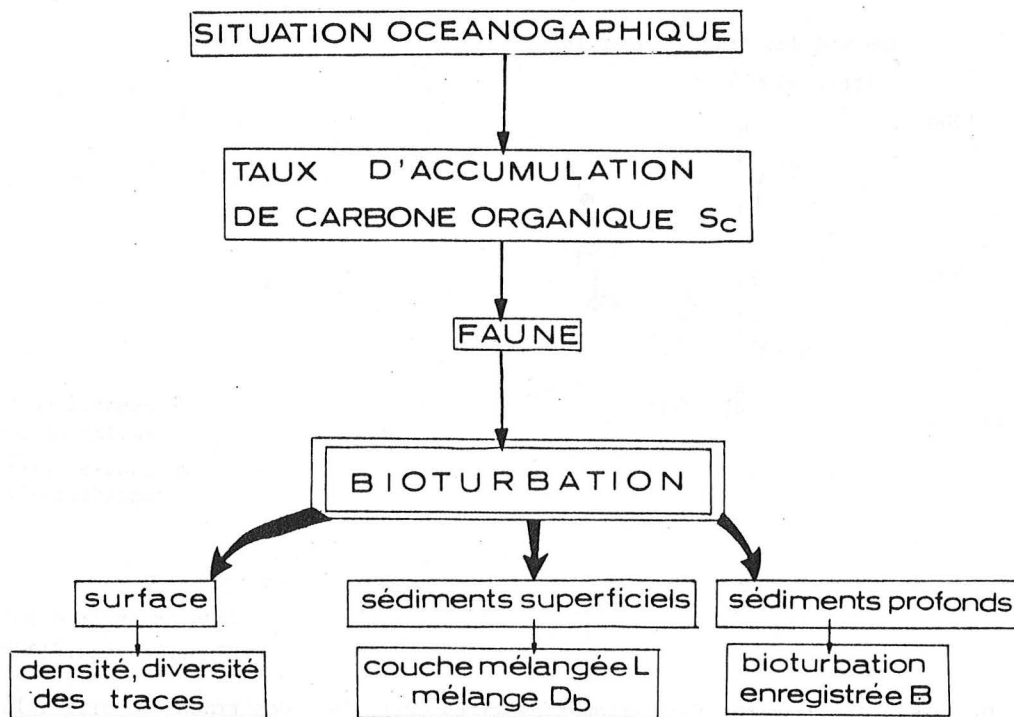 SITUATION OCEANOGAPHIQUE
TAUX D'ACCUMULATION
DE CARBONE ORGANIQUE Sc
FAUNE
BIOTURBATION
surface
sédiments superficiels
sédiments profonds
densité, diversité
des traces
couche mélangée L
mélange Db
bioturbation
enregistrée B